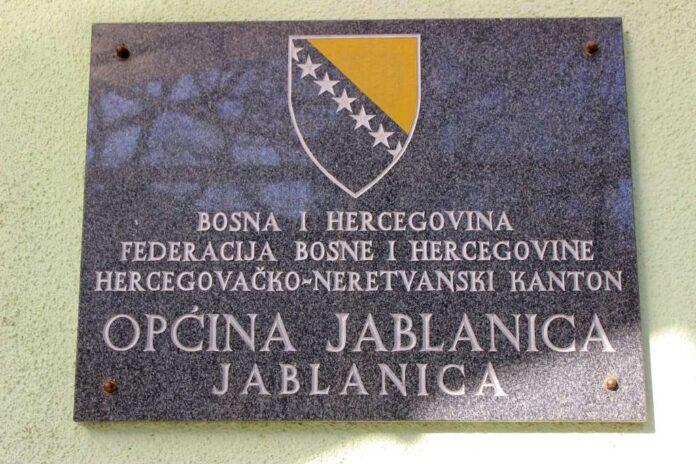 BOSNA I HERCEGOVINA
FEDERACIJA BOSNE I HERCEGOVINE
HERCEGOVAČKO-NERETVANSKI KANTON
OPĆINA JABLANICA
JABLANICA